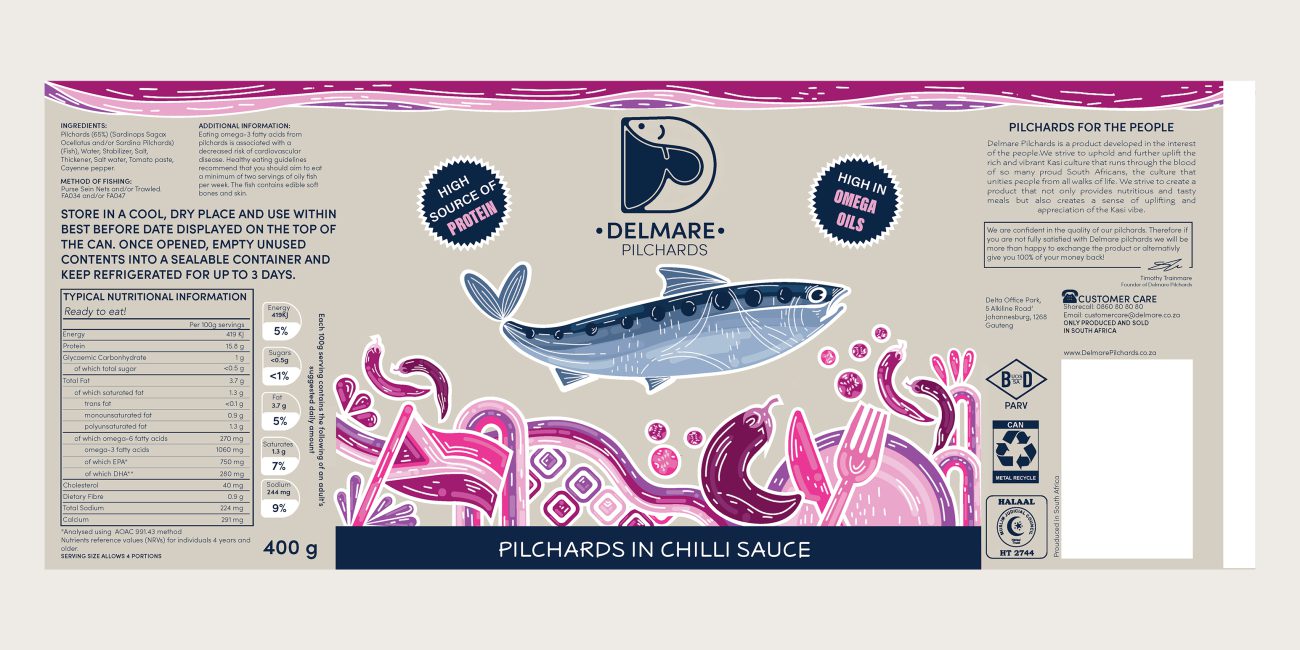 INGREDIENTS:
Pilchards (65%) (Sardinops Sagax
Ocellatus and/or Sardina Pilchards)
(Fish), Water, Stabilizer, Salt,
Thickener, Salt water, Tomato paste,
Cayenne pepper.
METHOD OF FISHING:
Purse Sein Nets and/or Trawled
FA034 and/or FA047
ADDITIONAL INFORMATION:
Eating omega-3 fatty acids from
pilchards is associated with a
decreased risk of cardiovascular
disease. Healthy eating guidelines
recommend that you should aim to eat
a minimum of two servings of oily fish
per week. The fish contains edible soft
bones and skin.
STORE IN A COOL, DRY PLACE AND USE WITHIN
BEST BEFORE DATE DISPLAYED ON THE TOP OF
THE CAN. ONCE OPENED, EMPTY UNUSED
CONTENTS INTO A SEALABLE CONTAINER AND
KEEP REFRIGERATED FOR UP TO 3 DAYS.
TYPICAL NUTRITIONAL INFORMATION
Ready to eat!
Per 100g servings
Energy 419 KJ
Protein 15.8 g
Glycaemic Carbonhydrate 1 g
of which total sugar <0.5 g
Total Fat 3.7 g
of which saturated fat 1.3 g
trans fat <0.1 g
monounsaturated fat 0.9 g
polyunsaturated fat 1.3 g
of which omega-6 fatty acids 270 mg
omega-3 fatty acids 1060 mg
of which EPA* 750 mg
of which DHA** 280 mg
Cholesterol 40 mg
Dietary Fibre 0.9 g
Total Sodium 224 mg
Calcium 291 mg
*Analysed using AOAC 991.43 method
Nutrients reference values (NRVs) for individuals 4 years and
older.
SERVING SIZE ALLOWS 4 PORTIONS
Energy
419KJ
5%
Sugars
<0.5g
<1%
Fat
3.7 g
5%
Saturates
1.3 g
7%
Sodium
244 mg
9%
Each 100g serving contains the following of an adult's
suggested daily amount
400 g
HIGH
SOURCE OF
PROTEIN
•DELMARE•
PILCHARDS
HIGH IN
OMEGA
OILS
PILCHARDS IN CHILLI SAUCE
PILCHARDS FOR THE PEOPLE
Delmare Pilchards is a product developed in the interest
of the people.We strive to uphold and further uplift the
rich and vibrant Kasi culture that runs through the blood
of so many proud South Africans, the culture that
unities people from all walks of life. We strive to create a
product that not only provides nutritious and tasty
meals but also creates a sense of uplifting and
appreciation of the Kasi vibe.
We are confident in the quality of our pilchards. Therefore if
you are not fully satisfied with Delmare pilchards we will be
more than happy to exchange the product or alternativly
give you 100% of your money back!
Timothy Trainmare
Founder of Delmare Pilchards
Delta Office Park,
5 Alkiline Road'
Johannesburg, 1268
Gauteng
CUSTOMER CARE
Sharecall: 0860 80 80 80
Email: customercare@delmare.co.za
ONLY PRODUCED AND SOLD
IN SOUTH AFRICA
www.DelmarePilchards.co.za
B D
SA
PARV
CAN
METAL RECYCLE
HALAAL
MUSLIM JUDICIAL COUNCIL
HT 2744
Prouduced in South Africa